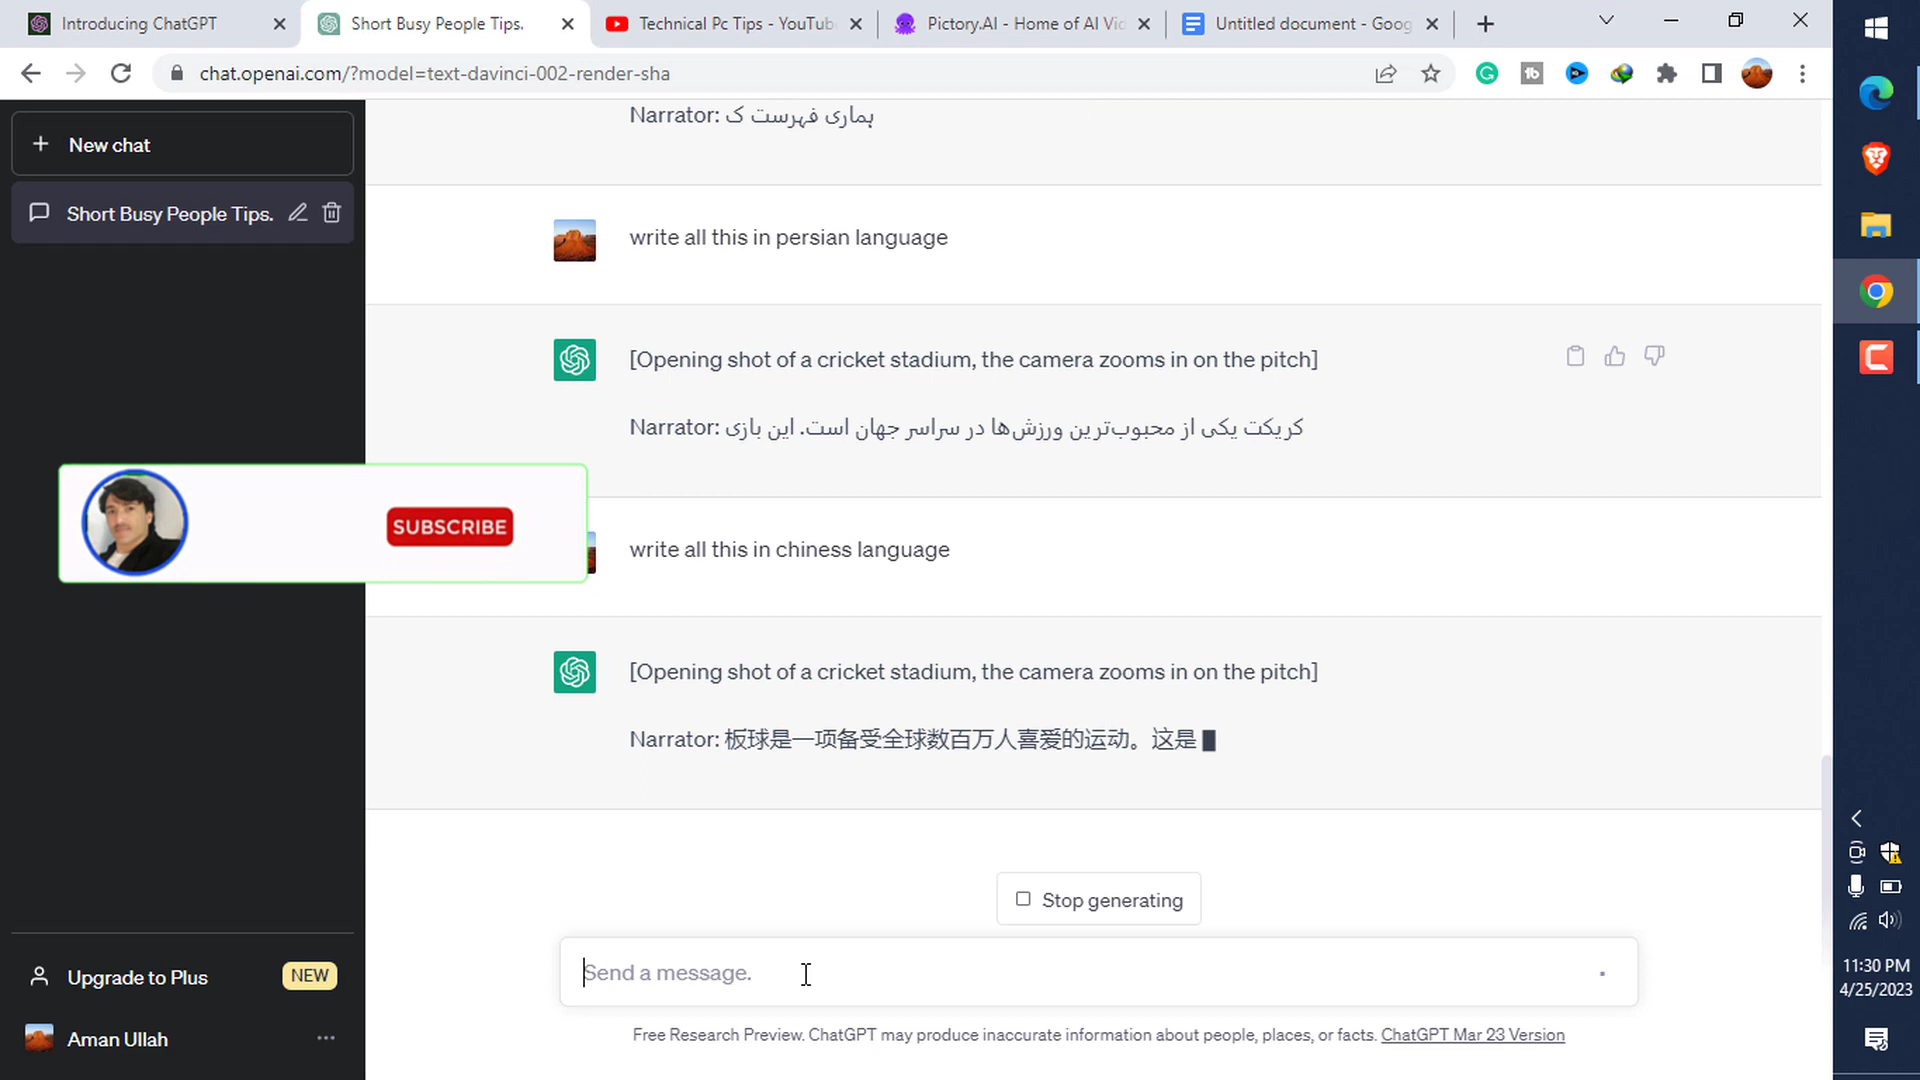 Introducing ChatGPT
Short Busy People Tips.
Technical Pc Tips - YouTub
Pictory.AI - Home of AI Vid
Untitled document - Goog
chat.openai.com/?model=text-davinci-002-render-sha
New chat
Short Busy People Tips.
Narrator: ہماری فہرست ک
write all this in persian language
[Opening shot of a cricket stadium, the camera zooms in on the pitch]
Narrator: کریکت یکی از محبوب‌ترین ورزش‌ها در سراسر جهان است. این بازی
SUBSCRIBE
write all this in chiness language
[Opening shot of a cricket stadium, the camera zooms in on the pitch]
Narrator: 板球是一项备受全球数百万人喜爱的运动。这是
Stop generating
Send a message.
Upgrade to Plus
NEW
Aman Ullah
Free Research Preview. ChatGPT may produce inaccurate information about people, places, or facts. ChatGPT Mar 23 Version
11:30 PM
4/25/2023